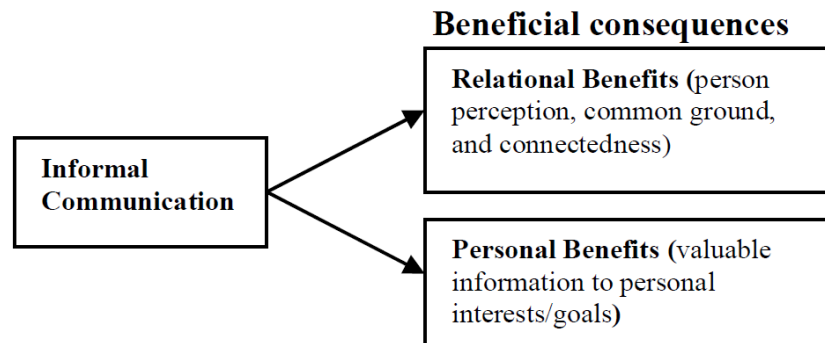 Beneficial consequences
Relational Benefits (person
perception, common ground,
and connectedness)
Informal
Communication
Personal Benefits (valuable
information to personal
interests/goals)